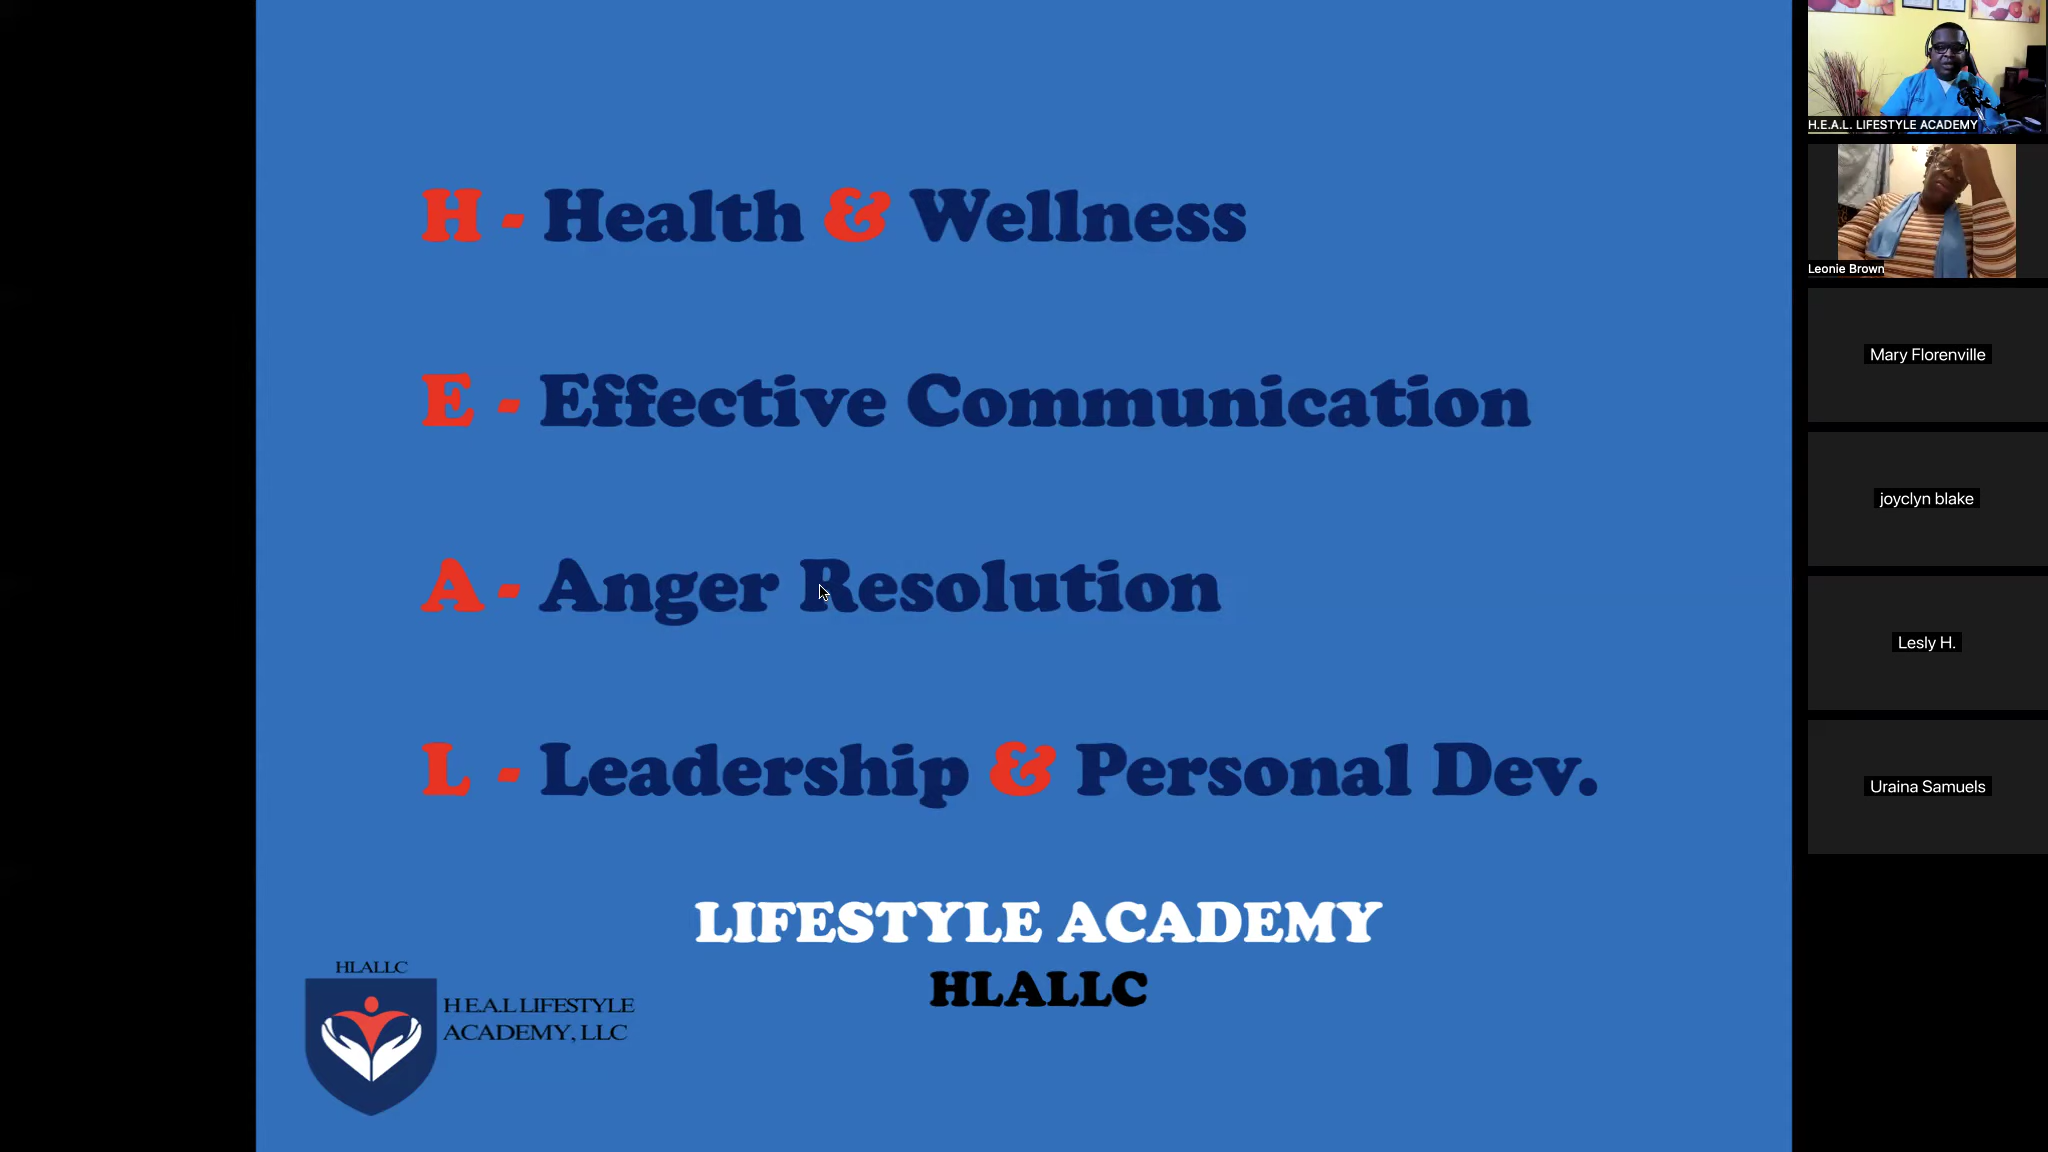 H - Health & Wellness
E - Effective Communication
A - Anger Resolution
L - Leadership & Personal Dev.
LIFESTYLE ACADEMY
HLALLC
HLALLC
H.E.A.L LIFESTYLE
ACADEMY, LLC
H.E.A.L. LIFESTYLE ACADEMY
Leonie Brown
Mary Florenville
joyclyn blake
Lesly H.
Uraina Samuels